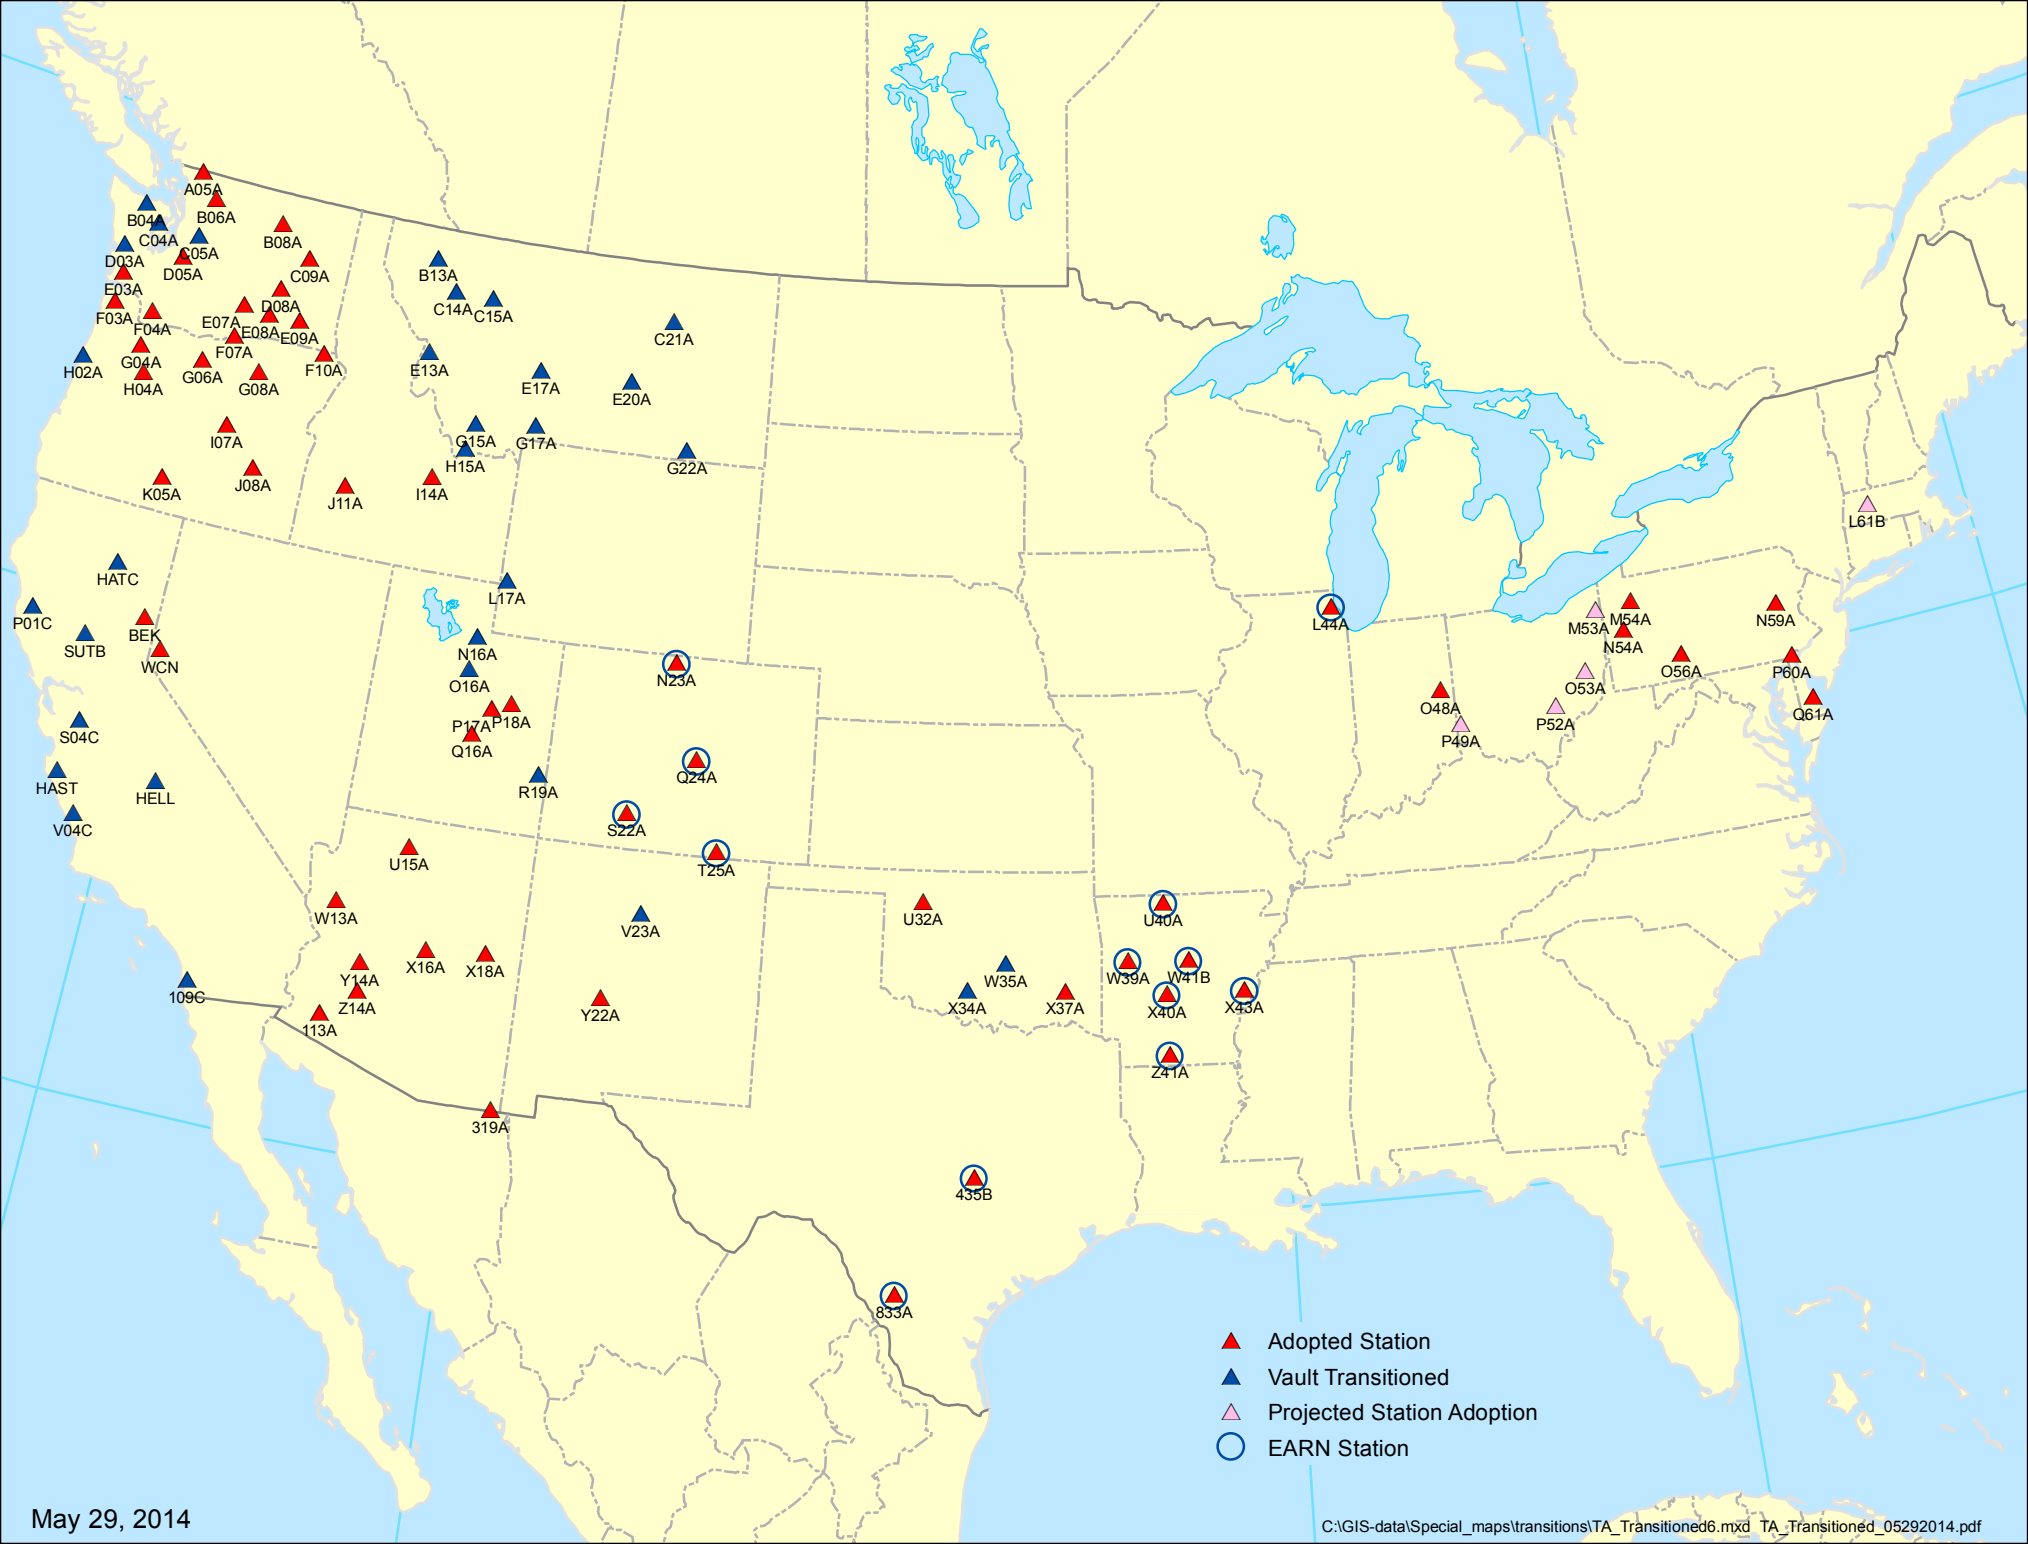 A05A
B04A
B06A
C04A
B08A
C05A
D03A
D05A
C09A
B13A
E03A
D08A
C14A
C15A
F03A
F04A
E07A
E08A
E09A
C21A
F07A
G04A
H02A
G06A
F10A
E13A
H04A
G08A
E17A
E20A
I07A
G15A
G17A
H15A
G22A
K05A
J08A
I14A
J11A
L61B
HATC
L17A
P01C
BEK
L44A
M53A
M54A
N59A
SUTB
N16A
N54A
WCN
N23A
O16A
O56A
P60A
O53A
O48A
Q61A
P17A
P18A
P52A
S04C
Q16A
P49A
Q24A
HAST
HELL
R19A
V04C
S22A
U15A
T25A
W13A
U32A
U40A
V23A
X16A
X18A
Y14A
W35A
W39A
W41B
109C
Z14A
X34A
X37A
X40A
X43A
113A
Y22A
Z41A
319A
435B
833A
Adopted Station
Vault Transitioned
Projected Station Adoption
EARN Station
May 29, 2014
C:\GIS-data\Special_maps\transitions\TA_Transitioned6.mxd TA_Transitioned_05292014.pdf